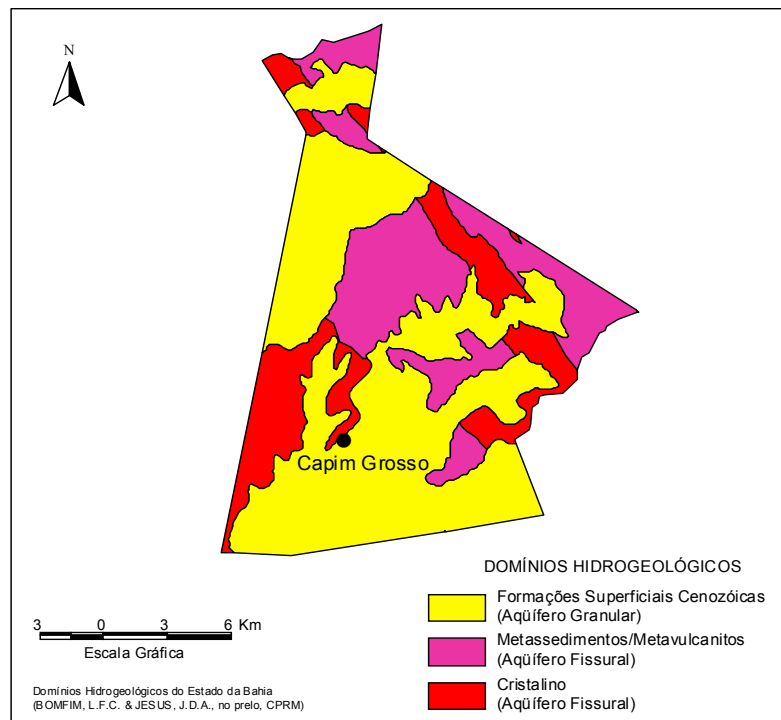 N
Capim Grosso
DOMÍNIOS HIDROGEOLÓGICOS
Formações Superficiais Cenozóicas
(Aqüífero Granular)
Metassedimentos/Metavulcanitos
(Aqüífero Fissural)
Cristalino
(Aqüífero Fissural)
3 0 3 6 Km
Escala Gráfica
Domínios Hidrogeológicos do Estado da Bahia
(BOMFIM, L.F.C. & JESUS, J.D.A., no prelo, CPRM)